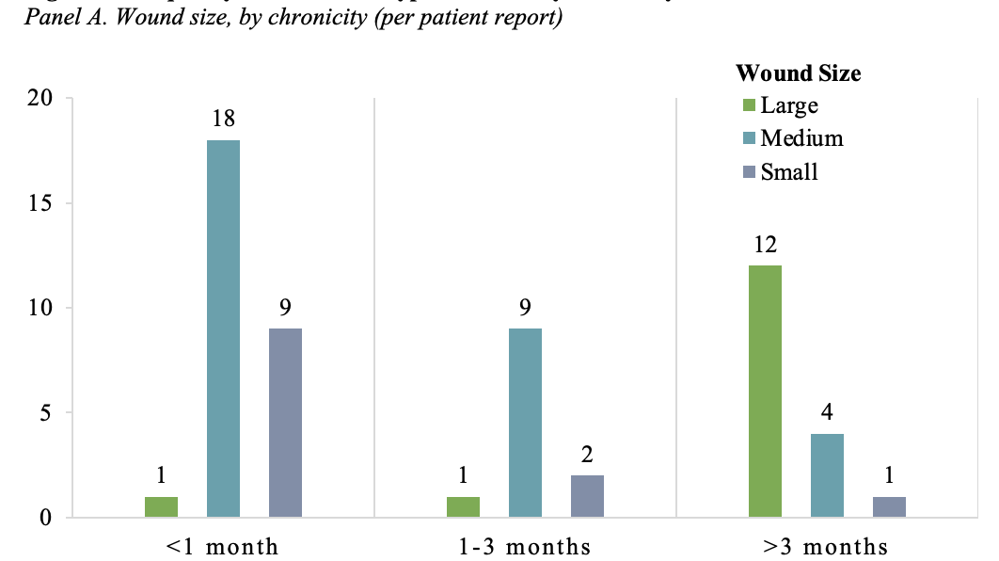 Panel A. Wound size, by chronicity (per patient report)
Wound Size
Large
Medium
Small
20
15
10
5
0
18
9
1
9
2
1
12
4
1
<1 month
1-3 months
>3 months